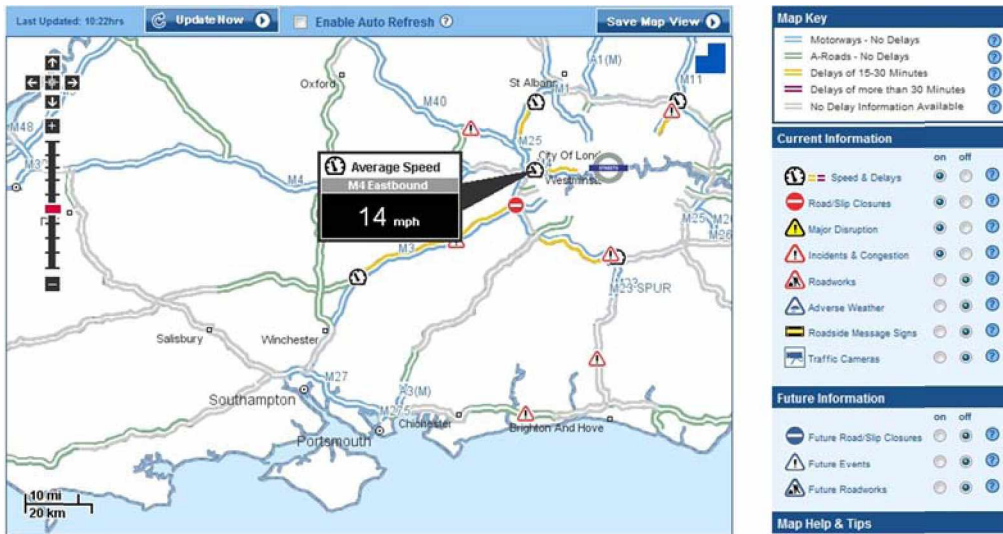 Last Updated: 10:22hrs
Update Now
Enable Auto Refresh
Save Map View
Oxford
St Albans
A1(M)
M1
M11
M40
M48
M25
City Of Lond
M4
Westminst
Average Speed
M4 Eastbound
14 mph
M3
M25
M23 SPUR
Salisbury
Winchester
M27
Southampton
A3(M)
M275
Chichester
Brighton And Hove
Portsmouth
10 mi
20 km
Map Key
Motorways - No Delays
A-Roads - No Delays
Delays of 15-30 Minutes
Delays of more than 30 Minutes
No Delay Information Available
Current Information
on off
Speed & Delays
Road/Slip Closures
Major Disruption
Incidents & Congestion
Roadworks
Adverse Weather
Roadside Message Signs
Traffic Cameras
Future Information
on off
Future Road/Slip Closures
Future Events
Future Roadworks
Map Help & Tips